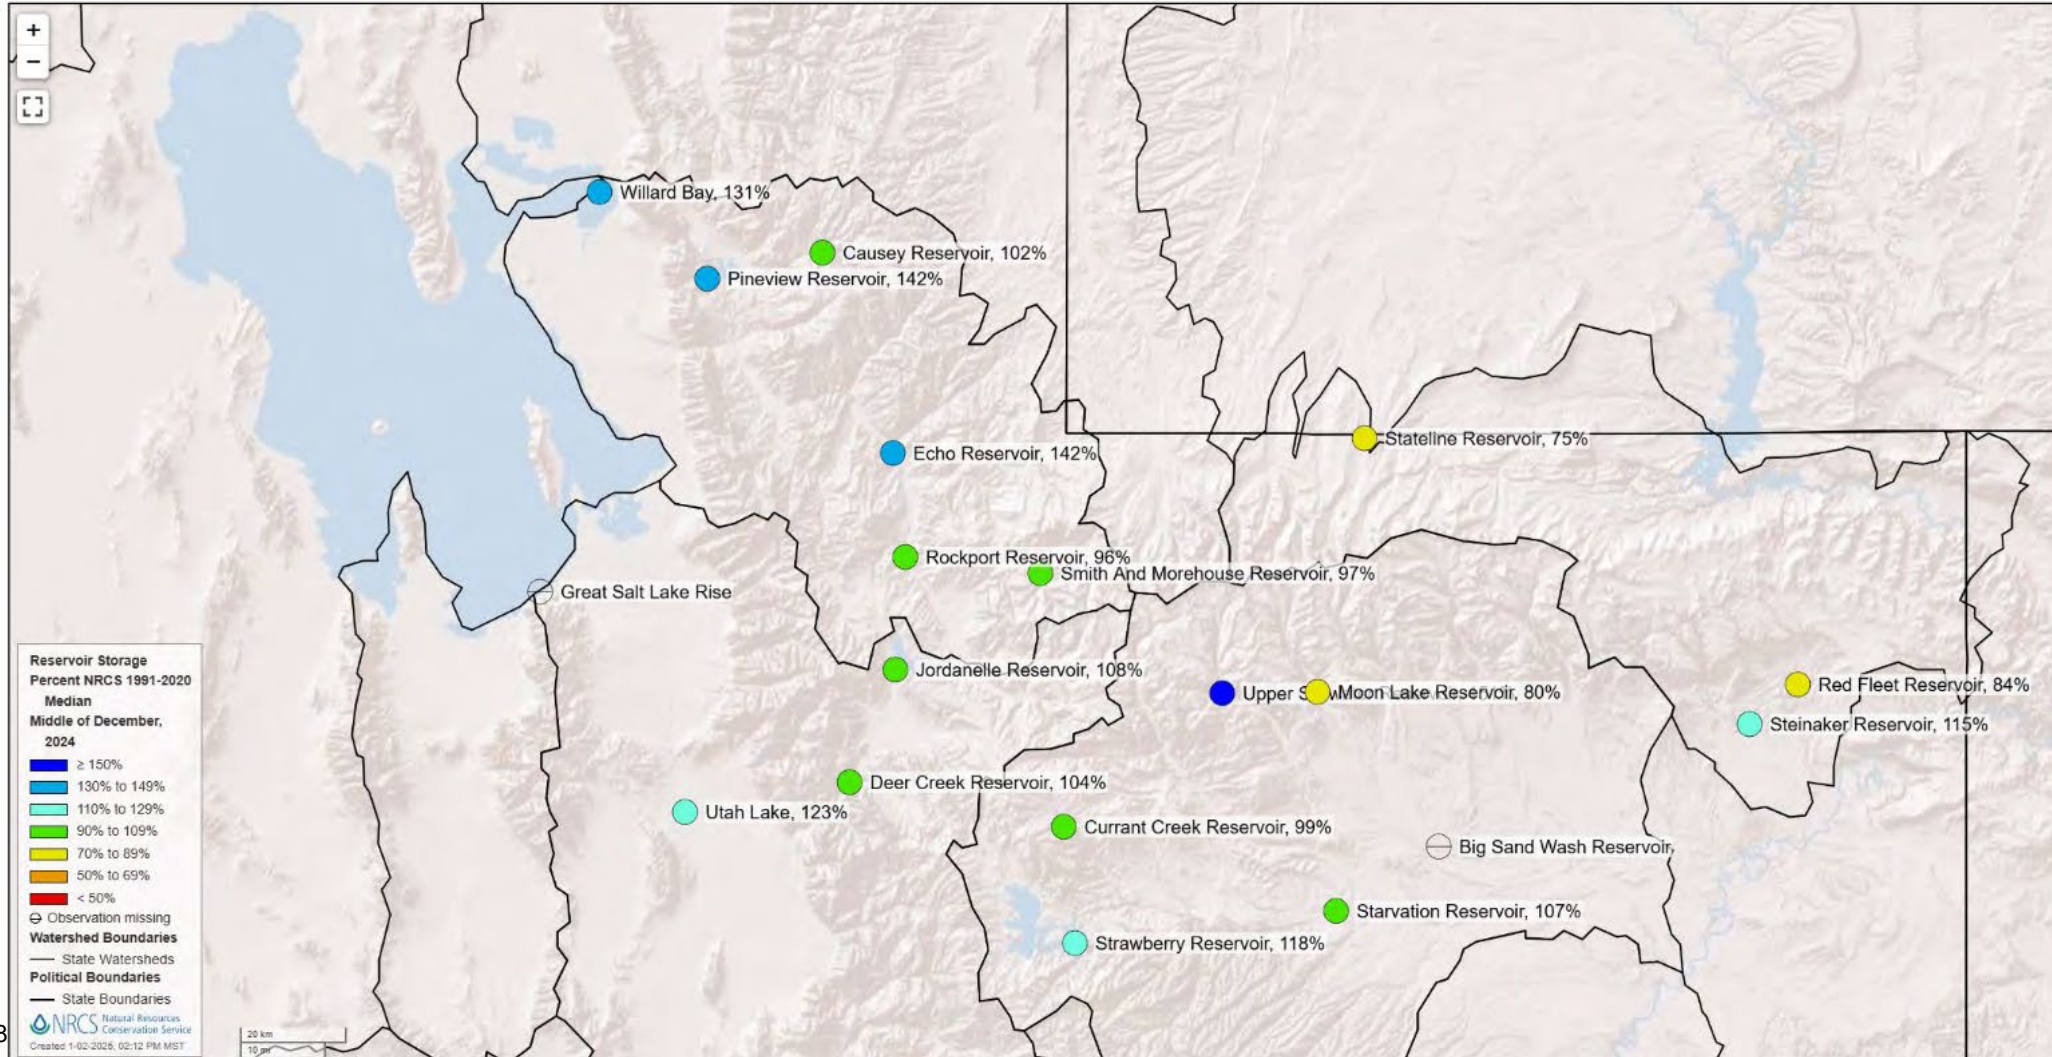 +
−
Willard Bay, 131%
Causey Reservoir, 102%
Pineview Reservoir, 142%
Stateline Reservoir, 75%
Echo Reservoir, 142%
Rockport Reservoir, 96%
Smith And Morehouse Reservoir, 97%
Great Salt Lake Rise
Jordanelle Reservoir, 108%
Upper S
Moon Lake Reservoir, 80%
Red Fleet Reservoir, 84%
Steinaker Reservoir, 115%
Deer Creek Reservoir, 104%
Utah Lake, 123%
Currant Creek Reservoir, 99%
Big Sand Wash Reservoir,
Starvation Reservoir, 107%
Strawberry Reservoir, 118%
Reservoir Storage
Percent NRCS 1991-2020
Median
Middle of December,
2024
≥ 150%
130% to 149%
110% to 129%
90% to 109%
70% to 89%
50% to 69%
< 50%
Observation missing
Watershed Boundaries
State Watersheds
Political Boundaries
State Boundaries
NRCS Natural Resources
Conservation Service
Created 1-02-2025, 02:12 PM MST
20 km
10 mi